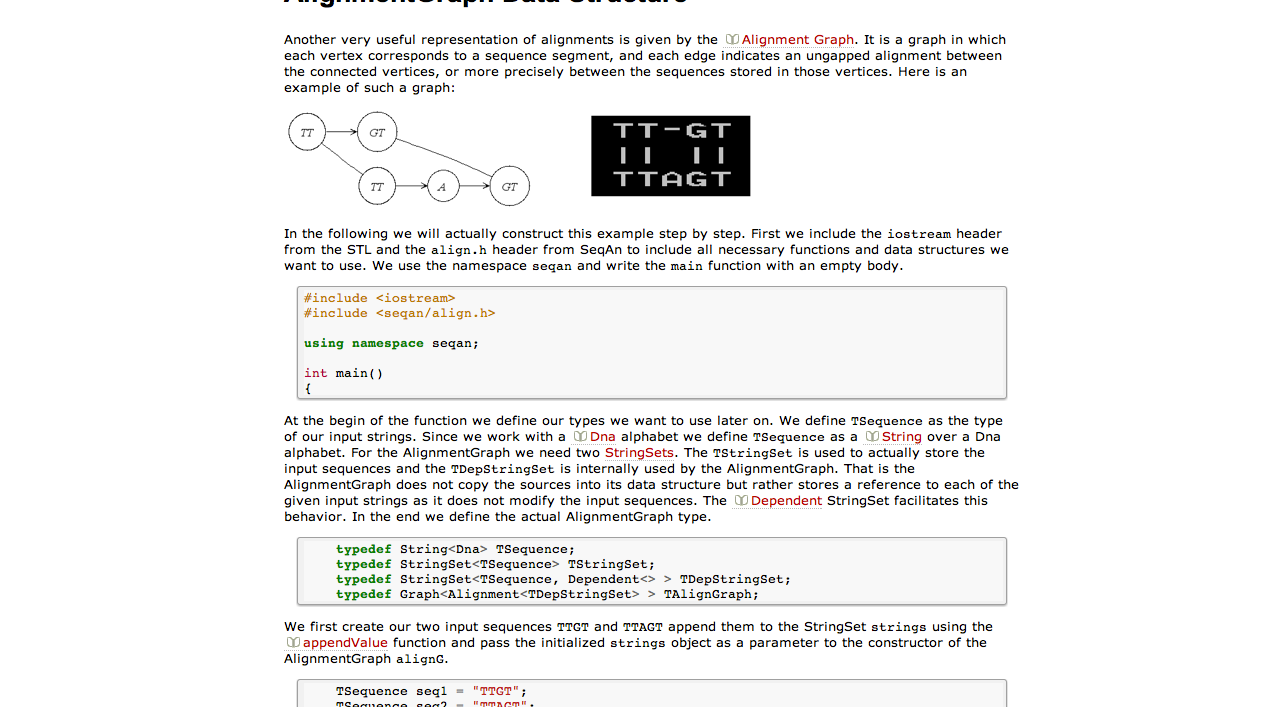 AlignmentGraph Data Structure
Another very useful representation of alignments is given by the Alignment Graph. It is a graph in which
each vertex corresponds to a sequence segment, and each edge indicates an ungapped alignment between
the connected vertices, or more precisely between the sequences stored in those vertices. Here is an
example of such a graph:
TT GT
TT A GT
TT-GT
|| ||
TTAGT
In the following we will actually construct this example step by step. First we include the iostream header
from the STL and the align.h header from SeqAn to include all necessary functions and data structures we
want to use. We use the namespace seqan and write the main function with an empty body.
#include <iostream>
#include <seqan/align.h>
using namespace seqan;
int main()
{
At the begin of the function we define our types we want to use later on. We define TSequence as the type
of our input strings. Since we work with a Dna alphabet we define TSequence as a String over a Dna
alphabet. For the AlignmentGraph we need two StringSets. The TStringSet is used to actually store the
input sequences and the TDepStringSet is internally used by the AlignmentGraph. That is the
AlignmentGraph does not copy the sources into its data structure but rather stores a reference to each of the
given input strings as it does not modify the input sequences. The Dependent StringSet facilitates this
behavior. In the end we define the actual AlignmentGraph type.
typedef String<Dna> TSequence;
typedef StringSet<TSequence> TStringSet;
typedef StringSet<TSequence, Dependent<> > TDepStringSet;
typedef Graph<Alignment<TDepStringSet> > TAlignGraph;
We first create our two input sequences TTGT and TTAGT append them to the StringSet strings using the
appendValue function and pass the initialized strings object as a parameter to the constructor of the
AlignmentGraph alignG.
TSequence seq1 = "TTGT";
TSequence seq2 = "TTAGT";